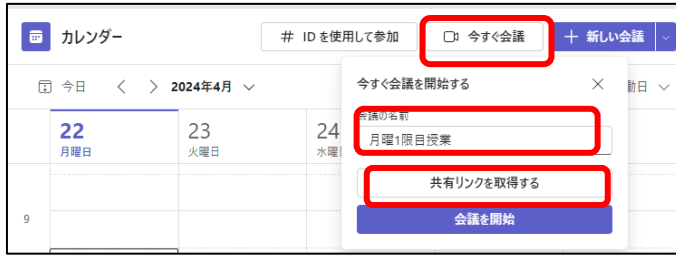 カレンダー
# ID を使用して参加
今すぐ会議
+ 新しい会議
今日
2024年4月
今すぐ会議を開始する
動日
22
月曜日
23
火曜日
24
水曜
会議の名前
月曜1限目授業
共有リンクを取得する
会議を開始
9